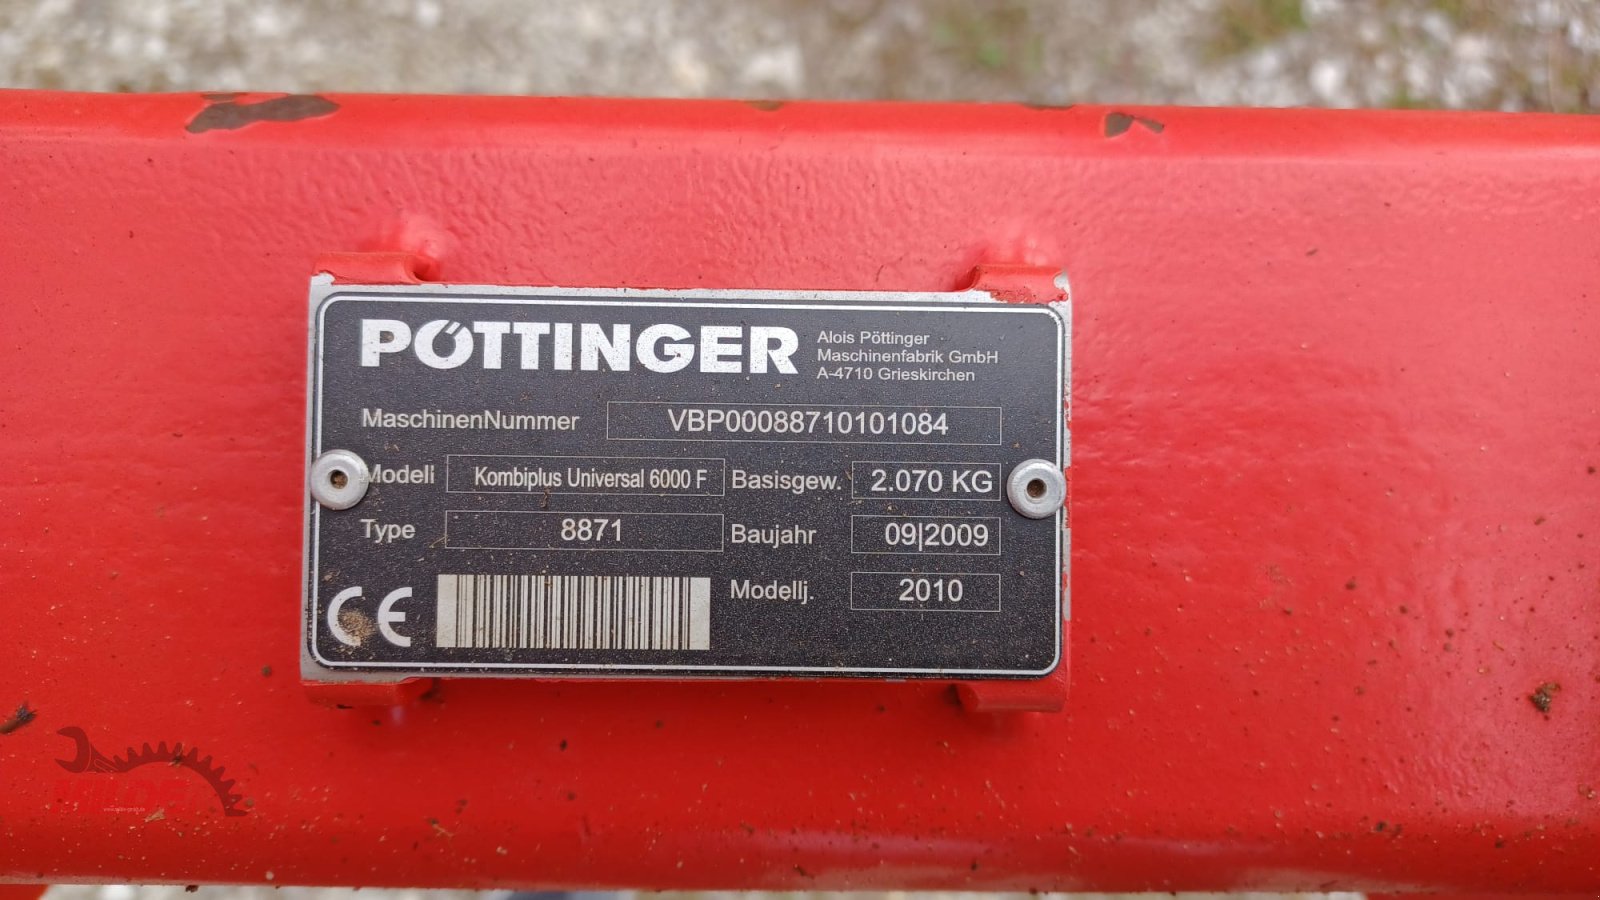 PÖTTINGER
Alois Pöttinger
Maschinenfabrik GmbH
A-4710 Grieskirchen
MaschinenNummer VBP00088710101084
Modell Kombiplus Universal 6000 F Basisgew. 2.070 KG
Type 8871 Baujahr 09|2009
CE Modellj. 2010